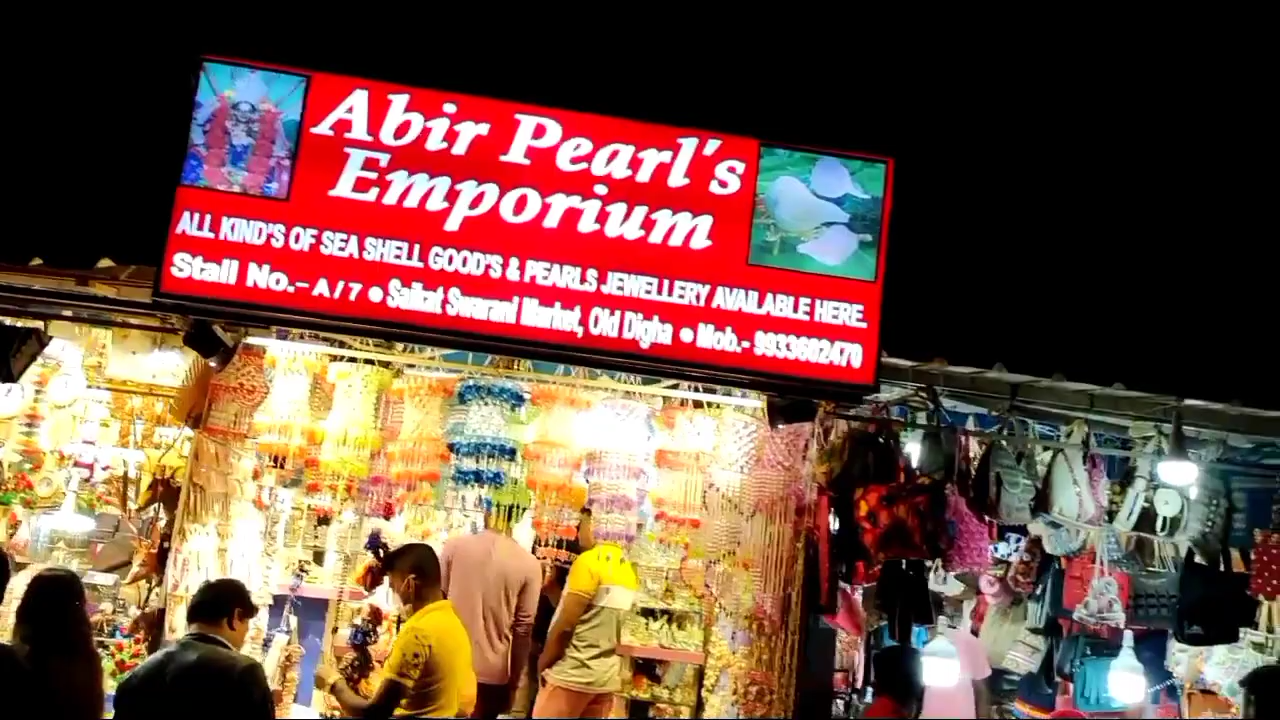 Abir Pearl's
Emporium
ALL KIND'S OF SEA SHELL GOOD'S & PEARLS JEWELLERY AVAILABLE HERE.
Stall No.- A/7 ● Saikat Swarani Market, Old Digha ● Mob.- 9933602470